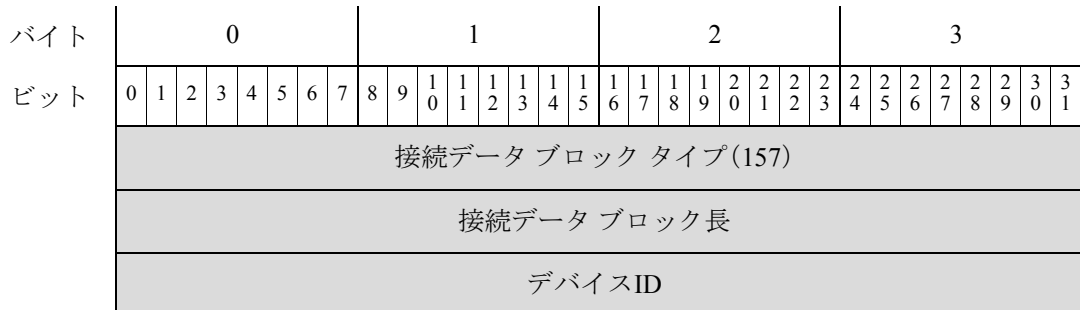 バイト 0 1 2 3
ビット 0 1 2 3 4 5 6 7 8 9 10 11 12 13 14 15 16 17 18 19 20 21 22 23 24 25 26 27 28 29 30 31
接続データ ブロック タイプ(157)
接続データ ブロック長
デバイスID